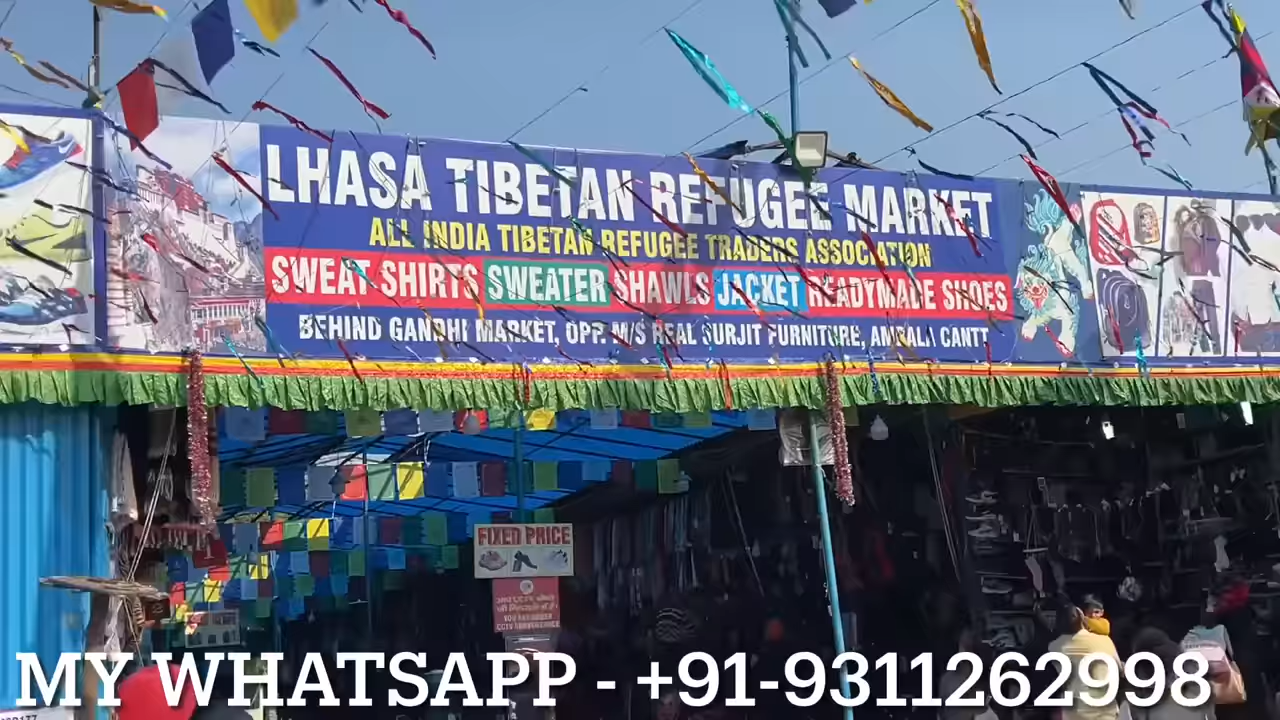 LHASA TIBETAN REFUGEE MARKET
ALL INDIA TIBETAN REFUGEE TRADERS ASSOCIATION
SWEAT SHIRTS SWEATER SHAWLS JACKET READYMADE SHOES
BEHIND GANDHI MARKET, OPP. M/S REAL SURJIT FURNITURE, AMBALA CANTT
FIXED PRICE
CCTV
MY WHATSAPP - +91-9311262998